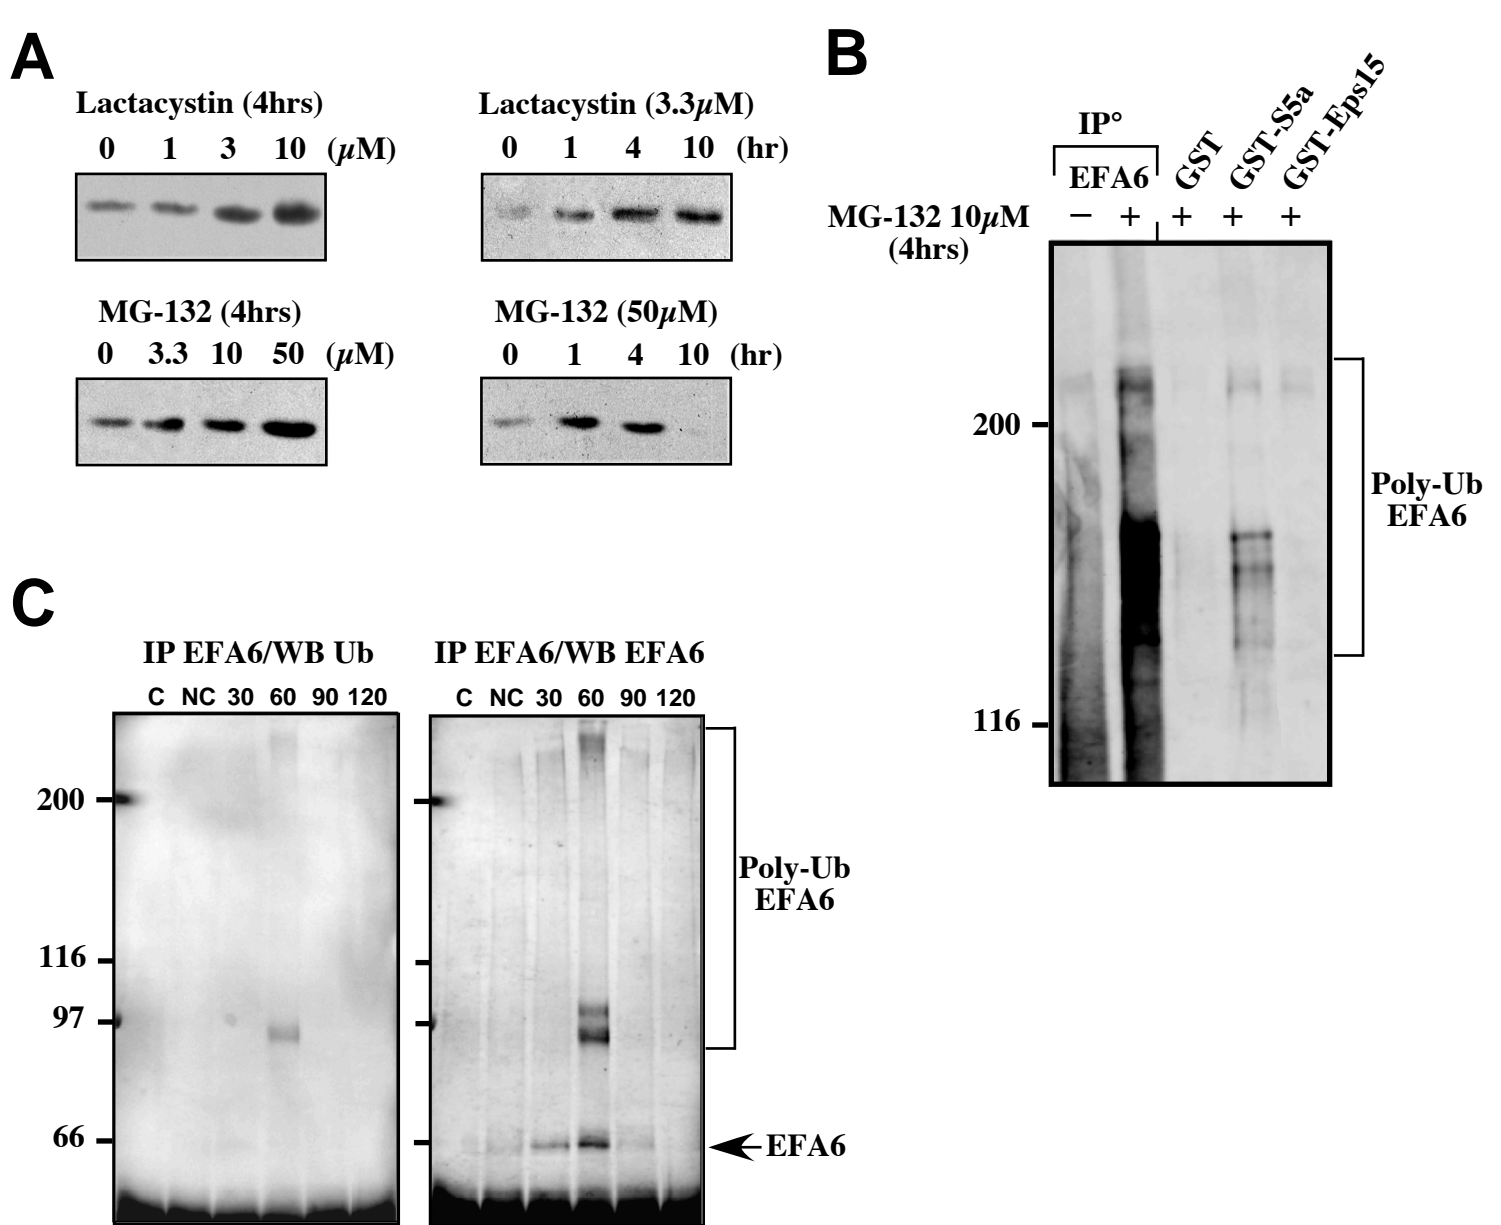 A
Lactacystin (4hrs)
0 1 3 10 (µM)
Lactacystin (3.3µM)
0 1 4 10 (hr)
MG-132 (4hrs)
0 3.3 10 50 (µM)
MG-132 (50µM)
0 1 4 10 (hr)
B
IP°
EFA6 GST GST-S5a GST-Eps15
MG-132 10µM − + + + +
(4hrs)
200
116
Poly-Ub
EFA6
C
IP EFA6/WB Ub
C NC 30 60 90 120
IP EFA6/WB EFA6
C NC 30 60 90 120
200
116
97
66
Poly-Ub
EFA6
EFA6